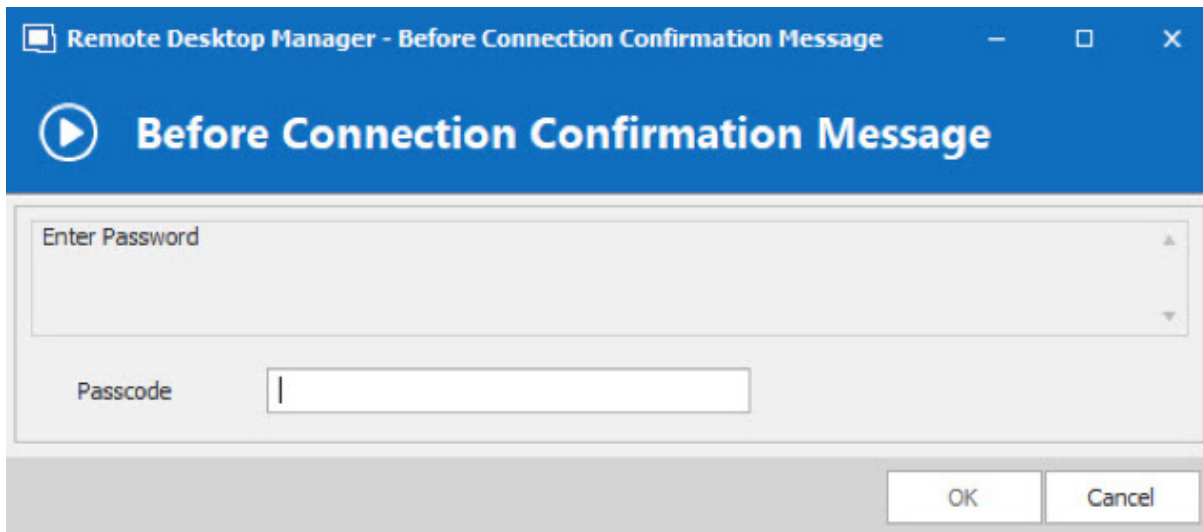 Remote Desktop Manager - Before Connection Confirmation Message
Before Connection Confirmation Message
Enter Password
Passcode
OK Cancel